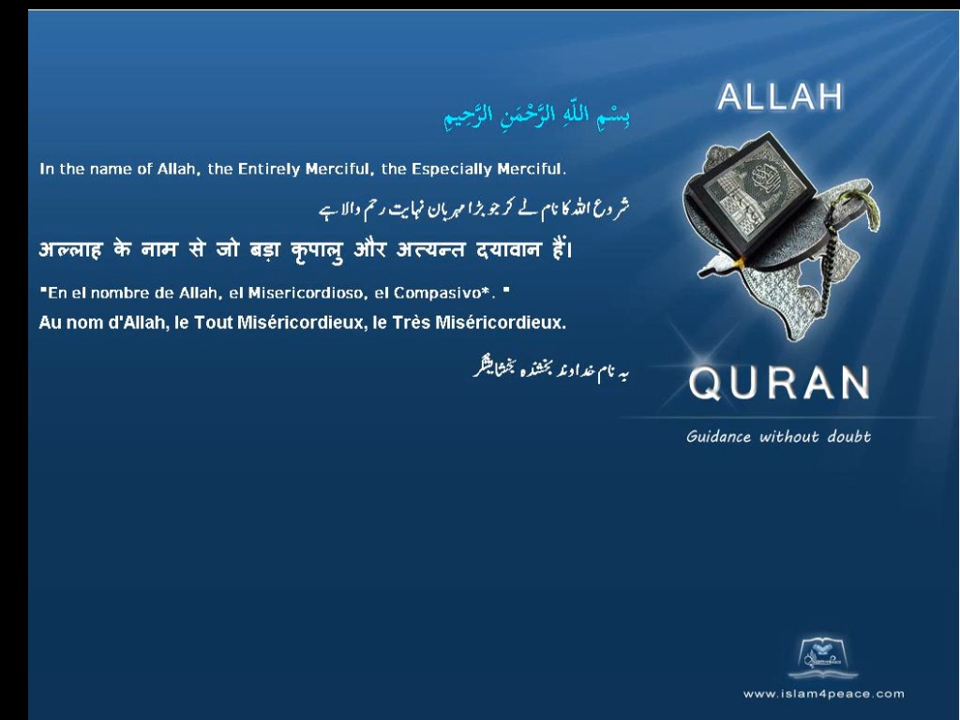 بِسْمِ اللّهِ الرَّحْمَنِ الرَّحِيمِ
In the name of Allah, the Entirely Merciful, the Especially Merciful.
شروع الله کا نام لے کر جو بڑا مہربان نہایت رحم والا ہے
अल्लाह के नाम से जो बड़ा कृपालु और अत्यन्त दयावान हैं।
"En el nombre de Allah, el Misericordioso, el Compasivo*. "
Au nom d'Allah, le Tout Miséricordieux, le Très Miséricordieux.
به نام خداوند بخشنده بخشایشگر
ALLAH
QURAN
Guidance without doubt
www.islam4peace.com